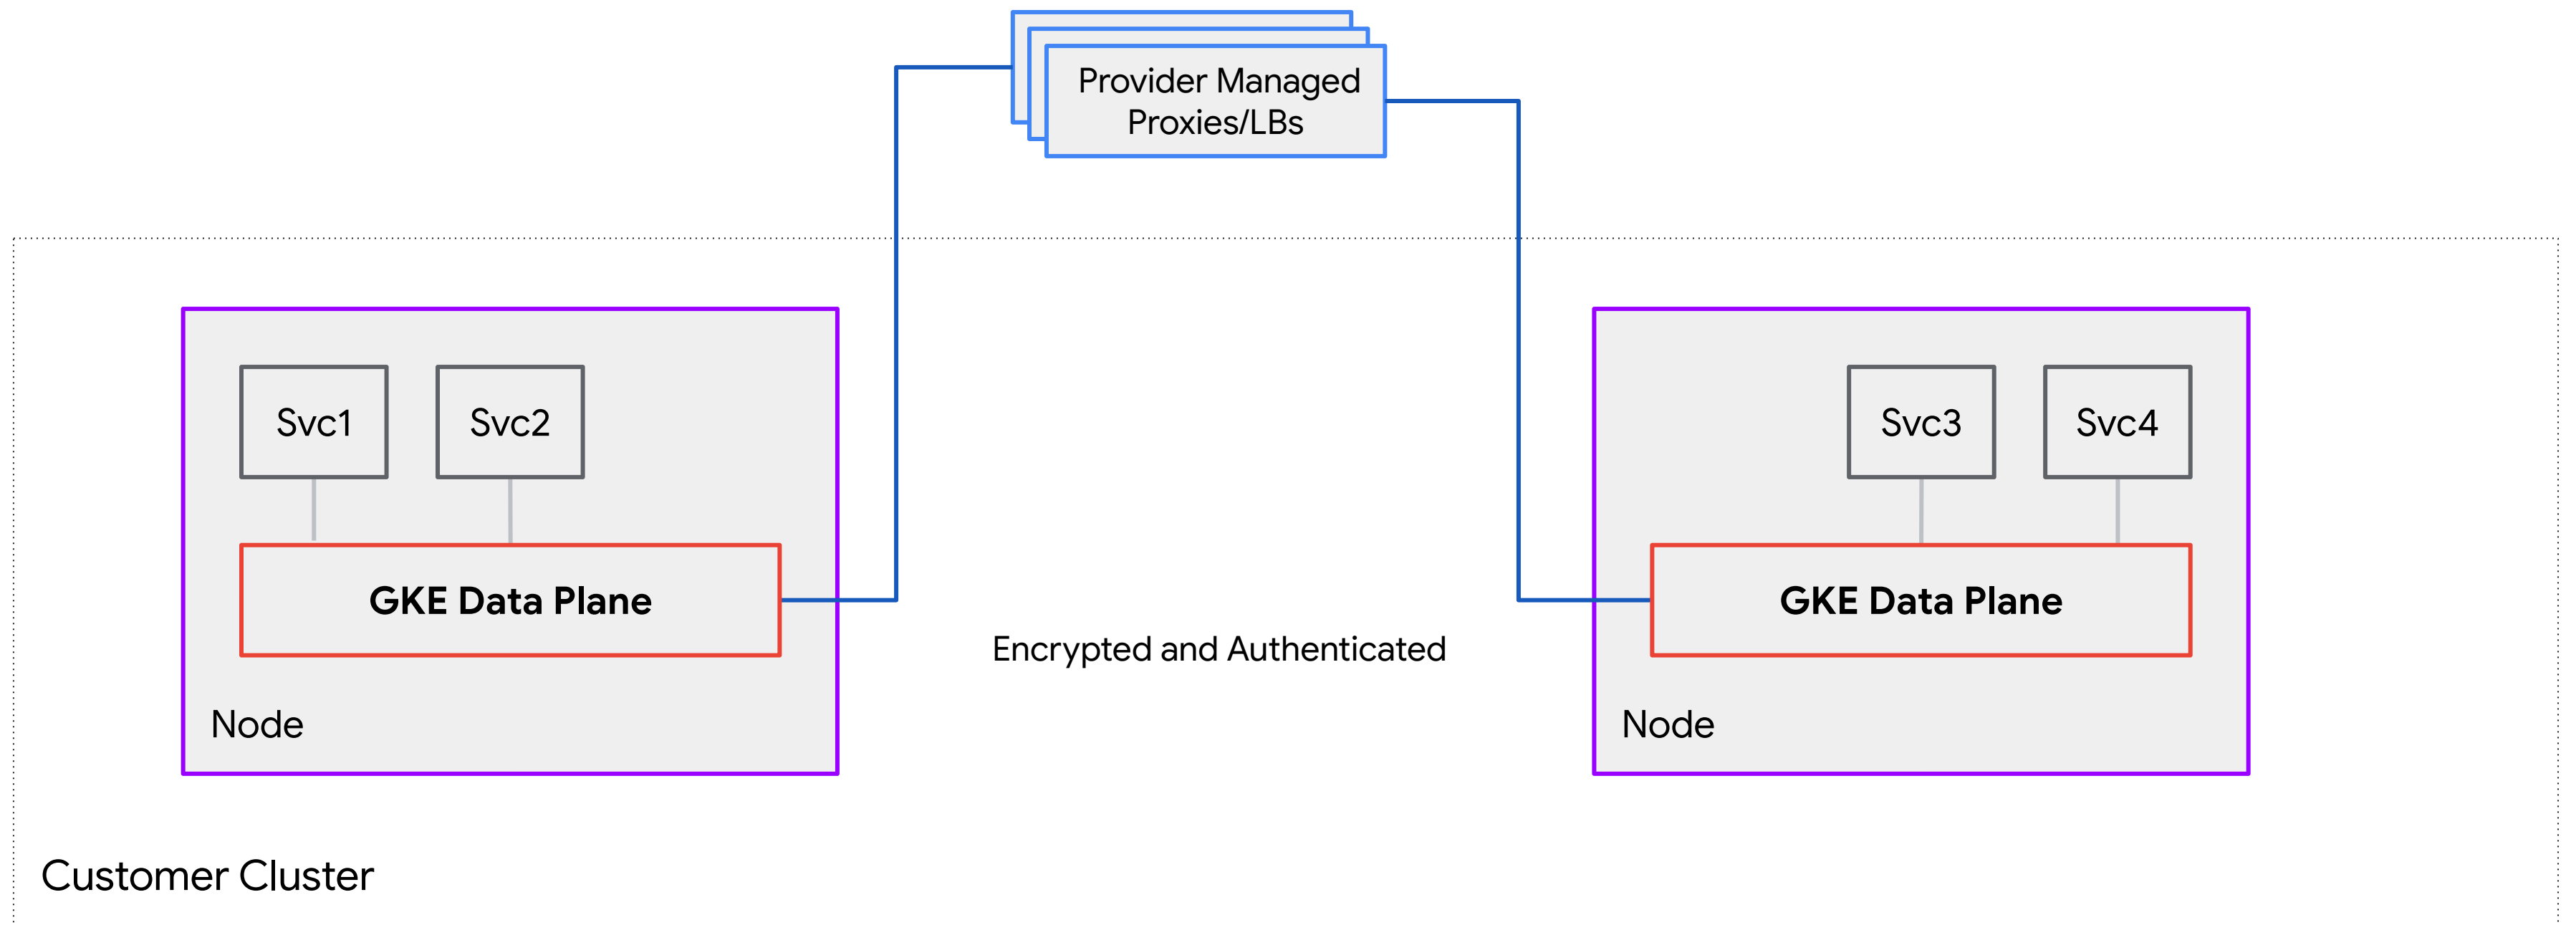 Provider Managed
Proxies/LBs
Svc1
Svc2
Svc3
Svc4
GKE Data Plane
GKE Data Plane
Encrypted and Authenticated
Node
Node
Customer Cluster